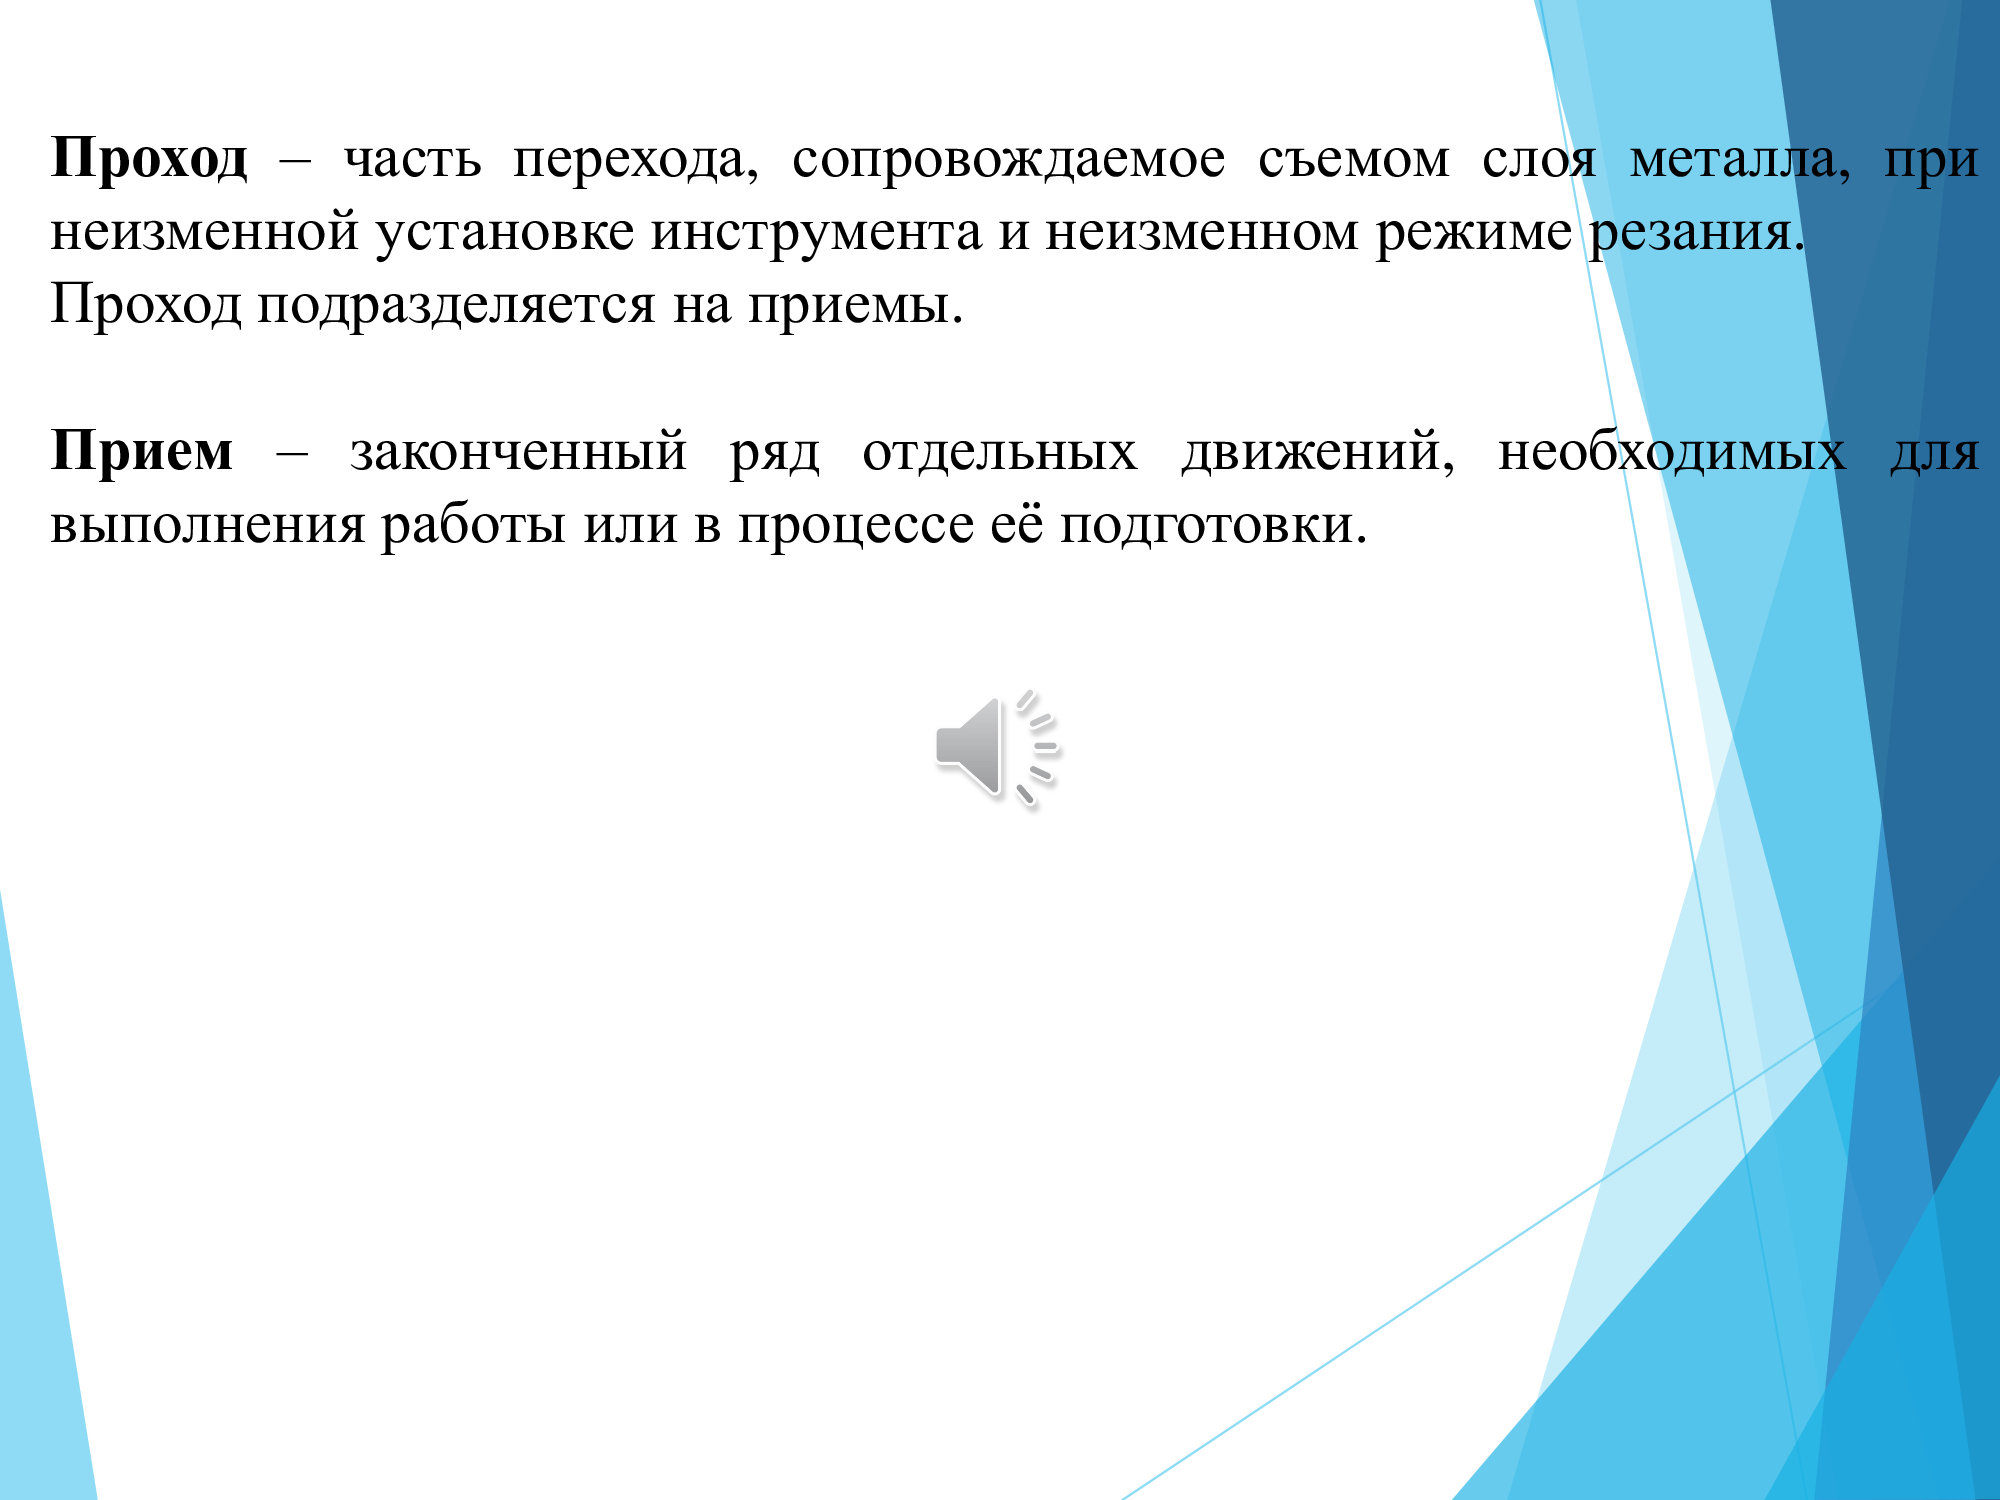 Проход – часть перехода, сопровождаемое съемом слоя металла, при
неизменной установке инструмента и неизменном режиме резания.
Проход подразделяется на приемы.
Прием – законченный ряд отдельных движений, необходимых для
выполнения работы или в процессе её подготовки.